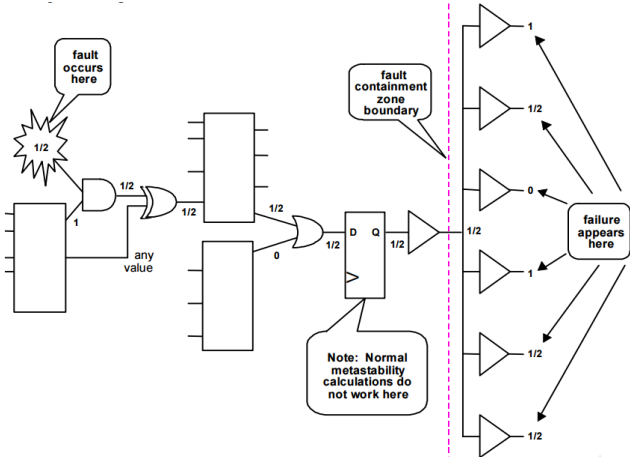 fault
occurs
here
1/2
1/2
1
any
value
1/2
1/2
0
1/2
D Q
1/2
Note: Normal
metastability
calculations do
not work here
fault
containment
zone
boundary
1/2
1
1/2
0
1
1/2
1/2
failure
appears
here